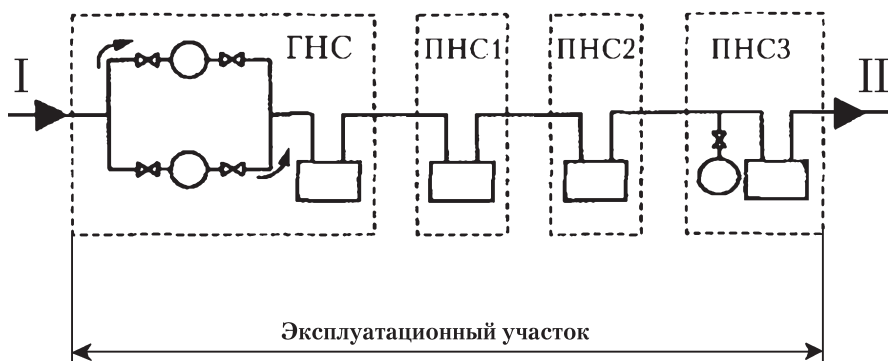 I
ГНС
ПНС1
ПНС2
ПНС3
II
Эксплуатационный участок